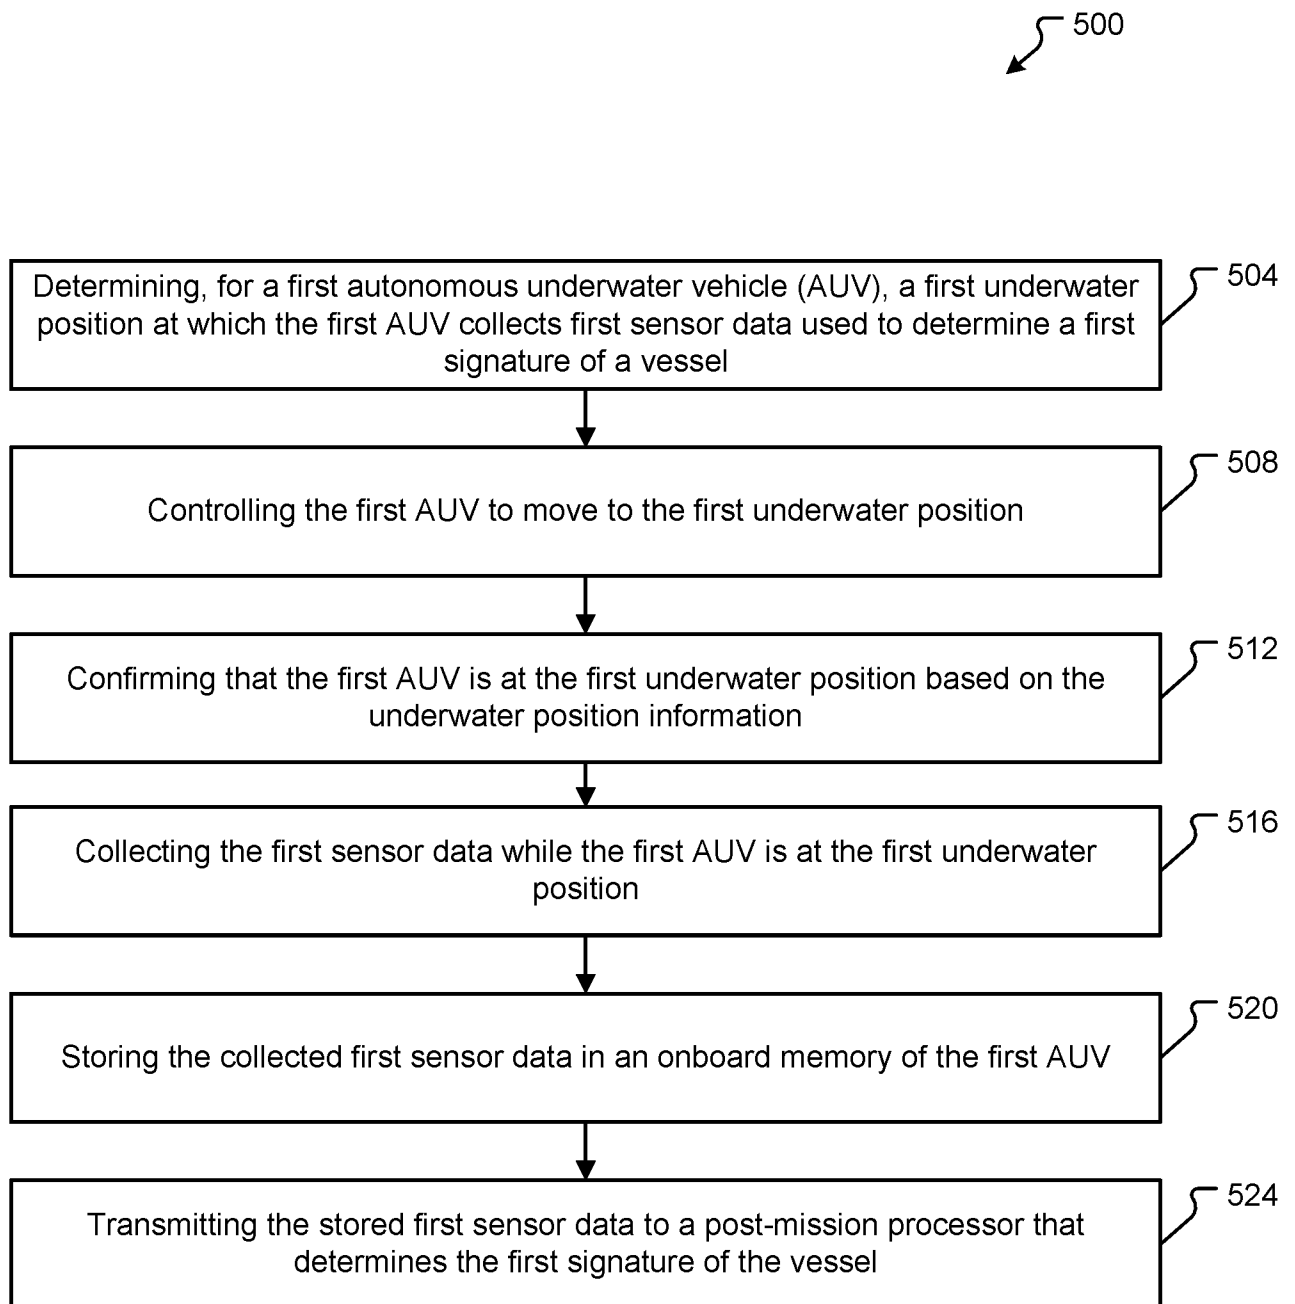 500
Determining, for a first autonomous underwater vehicle (AUV), a first underwater
position at which the first AUV collects first sensor data used to determine a first
signature of a vessel
504
Controlling the first AUV to move to the first underwater position
508
Confirming that the first AUV is at the first underwater position based on the
underwater position information
512
Collecting the first sensor data while the first AUV is at the first underwater
position
516
Storing the collected first sensor data in an onboard memory of the first AUV
520
Transmitting the stored first sensor data to a post-mission processor that
determines the first signature of the vessel
524